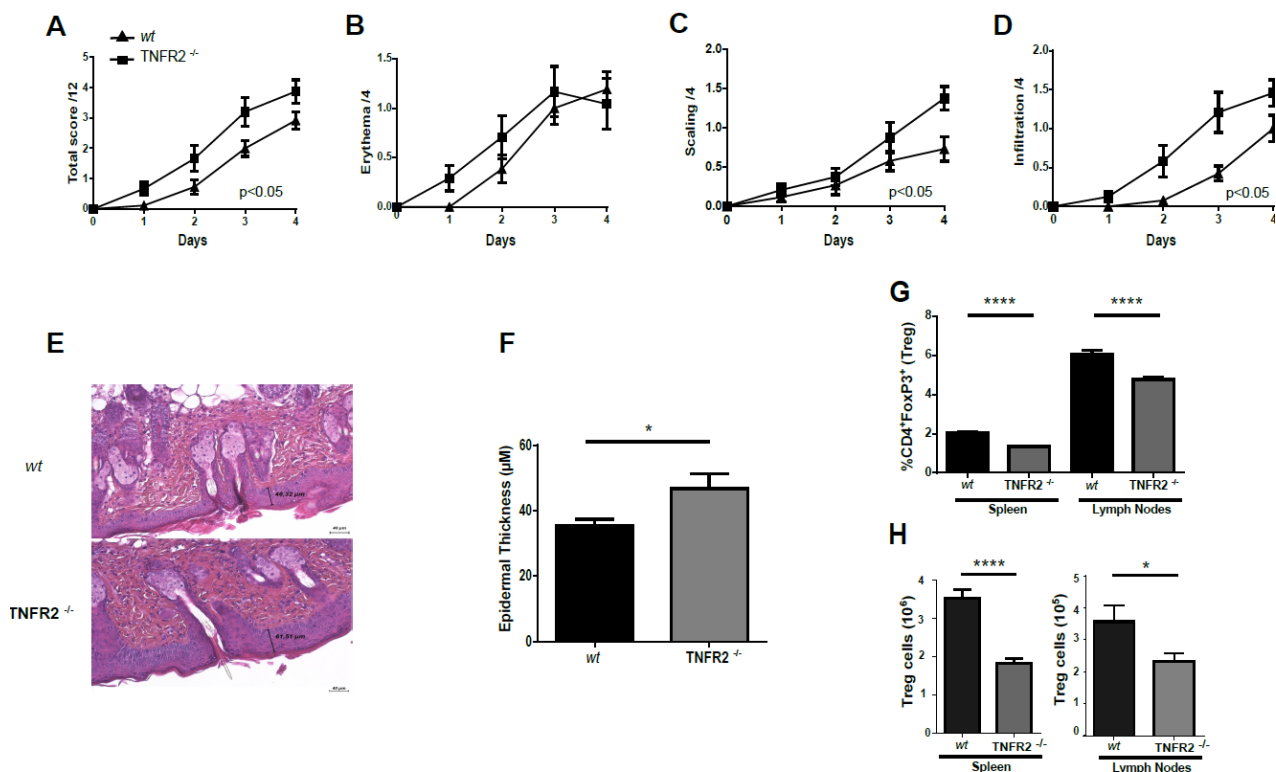 A
wt
TNFR2 -/-
Total score /12
5
4
3
2
1
0
p<0.05
0 1 2 3 4
Days
B
Erythema /4
1.5
1.0
0.5
0.0
0 1 2 3 4
Days
C
Scaling /4
2.0
1.5
1.0
0.5
0.0
p<0.05
0 1 2 3 4
Days
D
Infiltration /4
2.0
1.5
1.0
0.5
0.0
p<0.05
0 1 2 3 4
Days
E
wt
TNFR2 -/-
61,51 µm
F
Epidermal Thickness (µM)
60
40
20
0
*
wt TNFR2 -/-
G
%CD4+FoxP3+ (Treg)
8
6
4
2
0
**** ****
wt TNFR2 -/- wt TNFR2 -/-
Spleen Lymph Nodes
H
Treg cells (10⁶)
4
3
2
1
0
****
wt TNFR2 -/-
Spleen
Treg cells (10⁵)
5
4
3
2
1
0
*
wt TNFR2 -/-
Lymph Nodes